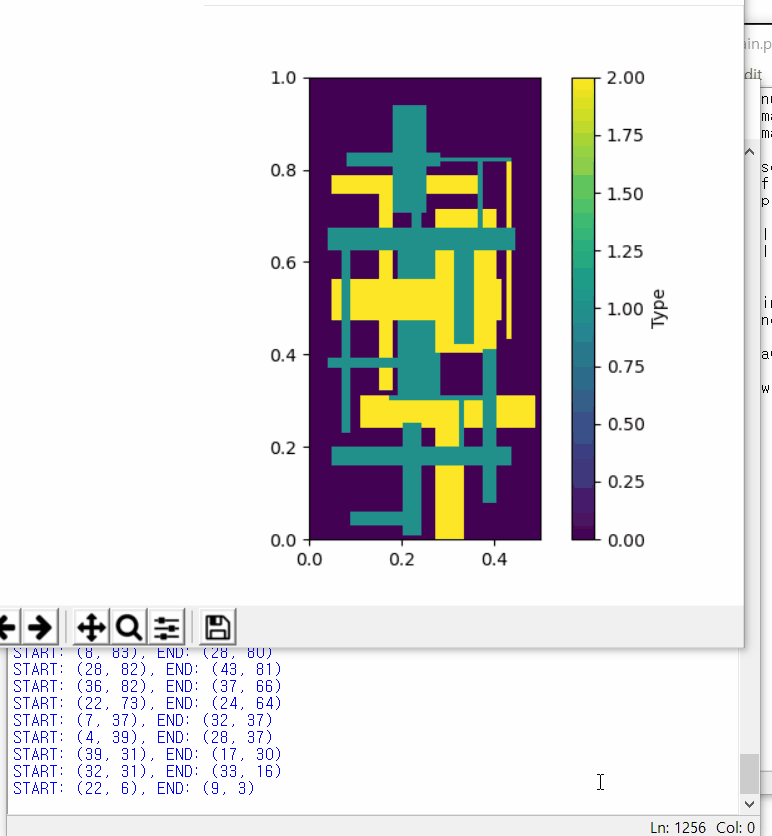 ain.p
dit
1.0
0.8
0.6
0.4
0.2
0.0
0.0 0.2 0.4
2.00
1.75
1.50
1.25
1.00
0.75
0.50
0.25
0.00
Type
START: (8, 83), END: (28, 80)
START: (28, 82), END: (43, 81)
START: (36, 82), END: (37, 66)
START: (22, 73), END: (24, 64)
START: (7, 37), END: (32, 37)
START: (4, 39), END: (28, 37)
START: (39, 31), END: (17, 30)
START: (32, 31), END: (33, 16)
START: (22, 6), END: (9, 3)
Ln: 1256 Col: 0